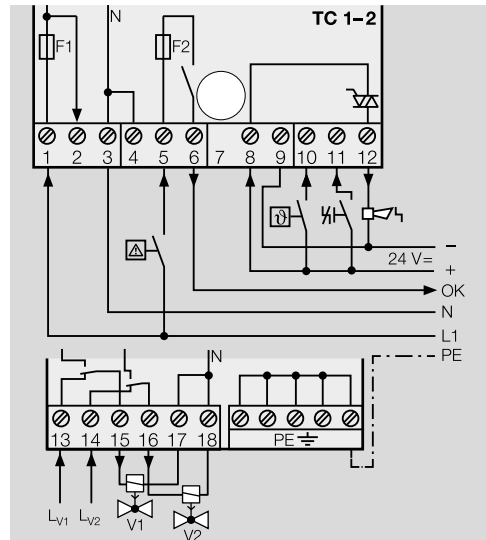 N
TC 1–2
F1
F2
1 2 3 4 5 6 7 8 9 10 11 12
ϑ
–
24 V=
+
OK
N
L1
PE
N
13 14 15 16 17 18
PE
LV1
LV2
V1
V2